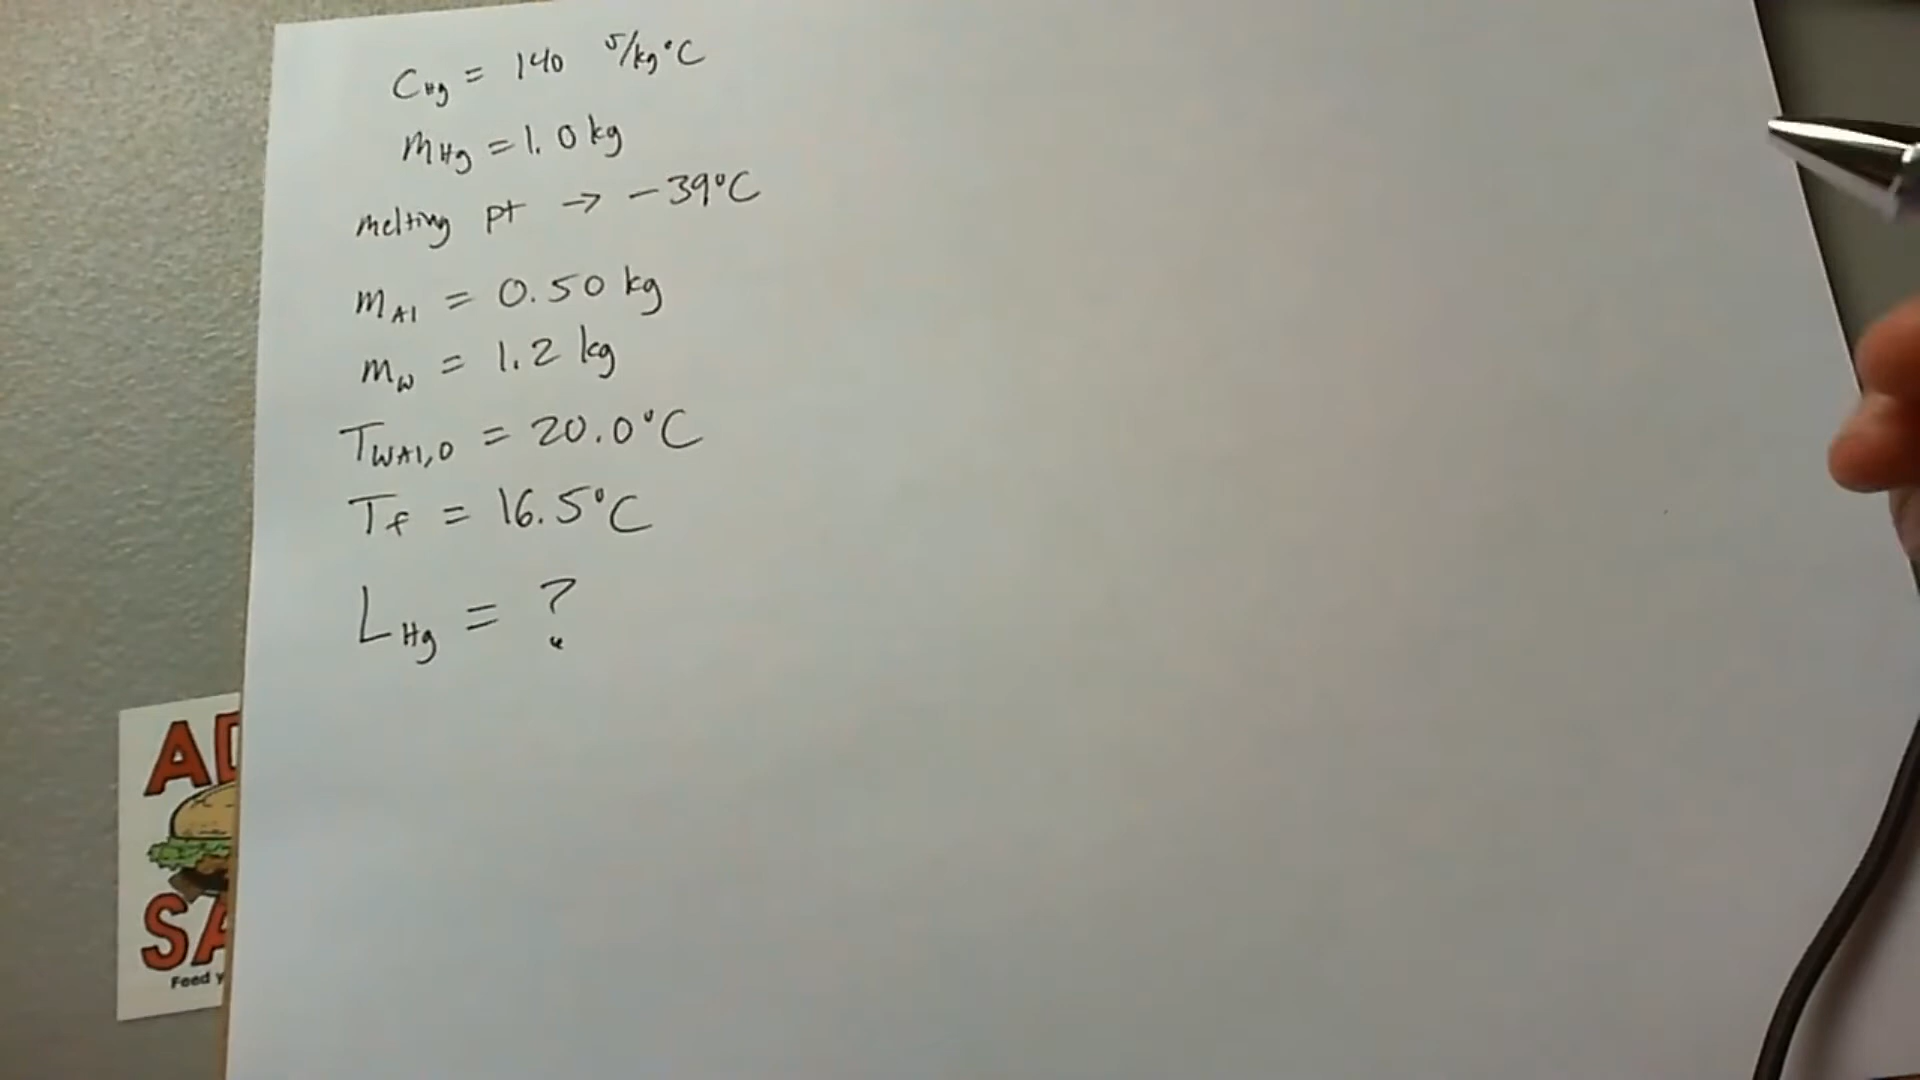 C_Hg = 140 J/kg°C
m_Hg = 1.0 kg
melting pt → -39°C
m_Al = 0.50 kg
m_w = 1.2 kg
T_WAl,0 = 20.0°C
T_f = 16.5°C
L_Hg = ?
Feed